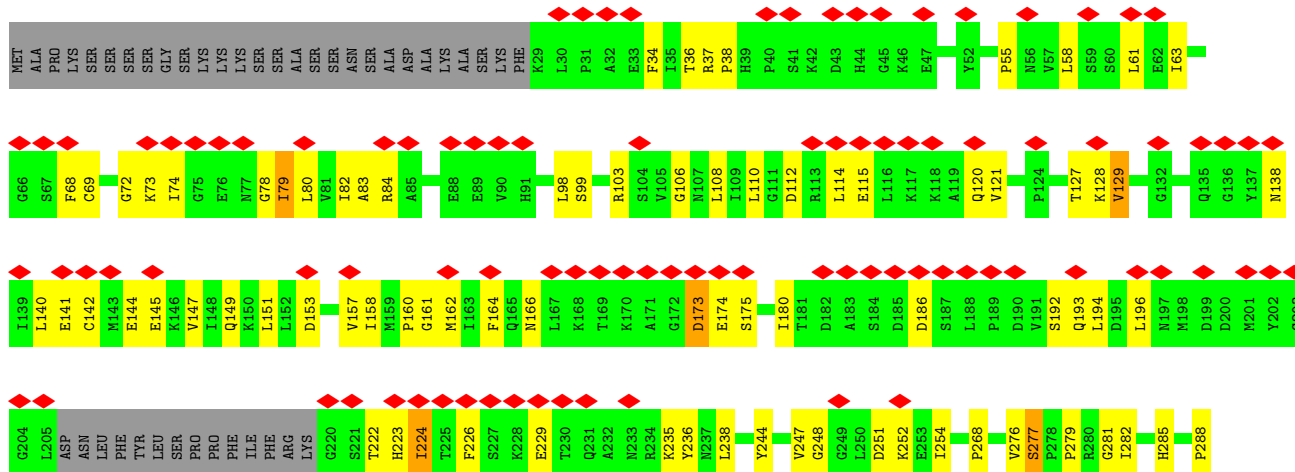 MET ALA PRO LYS SER SER SER SER GLY SER LYS LYS LYS SER SER ALA SER SER ASN SER ALA ASP ALA LYS ALA SER LYS PHE K29 L30 P31 A32 E33 F34 I35 T36 R37 P38 H39 P40 S41 K42 D43 H44 G45 K46 E47 Y52 P55 N56 V57 L58 S59 S60 L61 E62 I63
G66 S67 F68 C69 G72 K73 I74 G75 E76 N77 G78 I79 L80 V81 I82 A83 R84 A85 E88 E89 V90 H91 L98 S99 R103 S104 V105 G106 N107 L108 I109 L110 G111 D112 R113 L114 E115 L116 K117 K118 A119 Q120 V121 P124 T127 K128 V129 G132 Q135 G136 Y137 N138
I139 L140 E141 C142 M143 E144 E145 K146 V147 I148 Q149 K150 L151 L152 D153 V157 I158 M159 P160 G161 M162 I163 F164 Q165 N166 L167 K168 T169 K170 A171 G172 D173 E174 S175 I180 T181 D182 A183 S184 D185 D186 S187 L188 P189 D190 V191 S192 Q193 L194 D195 L196 N197 M198 D199 D200 M201 Y202
G204 L205 ASP ASN LEU PHE TYR LEU SER PRO PRO PHE ILE PHE ARG LYS G220 S221 T222 H223 I224 T225 F226 S227 K228 E229 T230 Q231 A232 N233 R234 K235 Y236 N237 L238 Y244 V247 G248 G249 L250 D251 K252 E253 I254 P268 V276 S277 P278 P279 R280 G281 I282 H285 P288